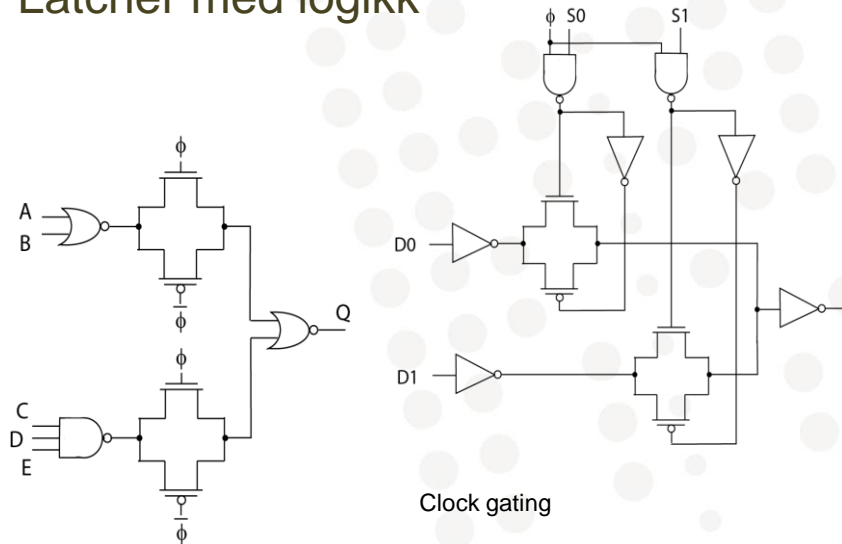 Latcher med logikk
ϕ S0 S1
ϕ
A
B
D0
ϕ̅
Q
ϕ
D1
C
D
E
Clock gating
ϕ̅